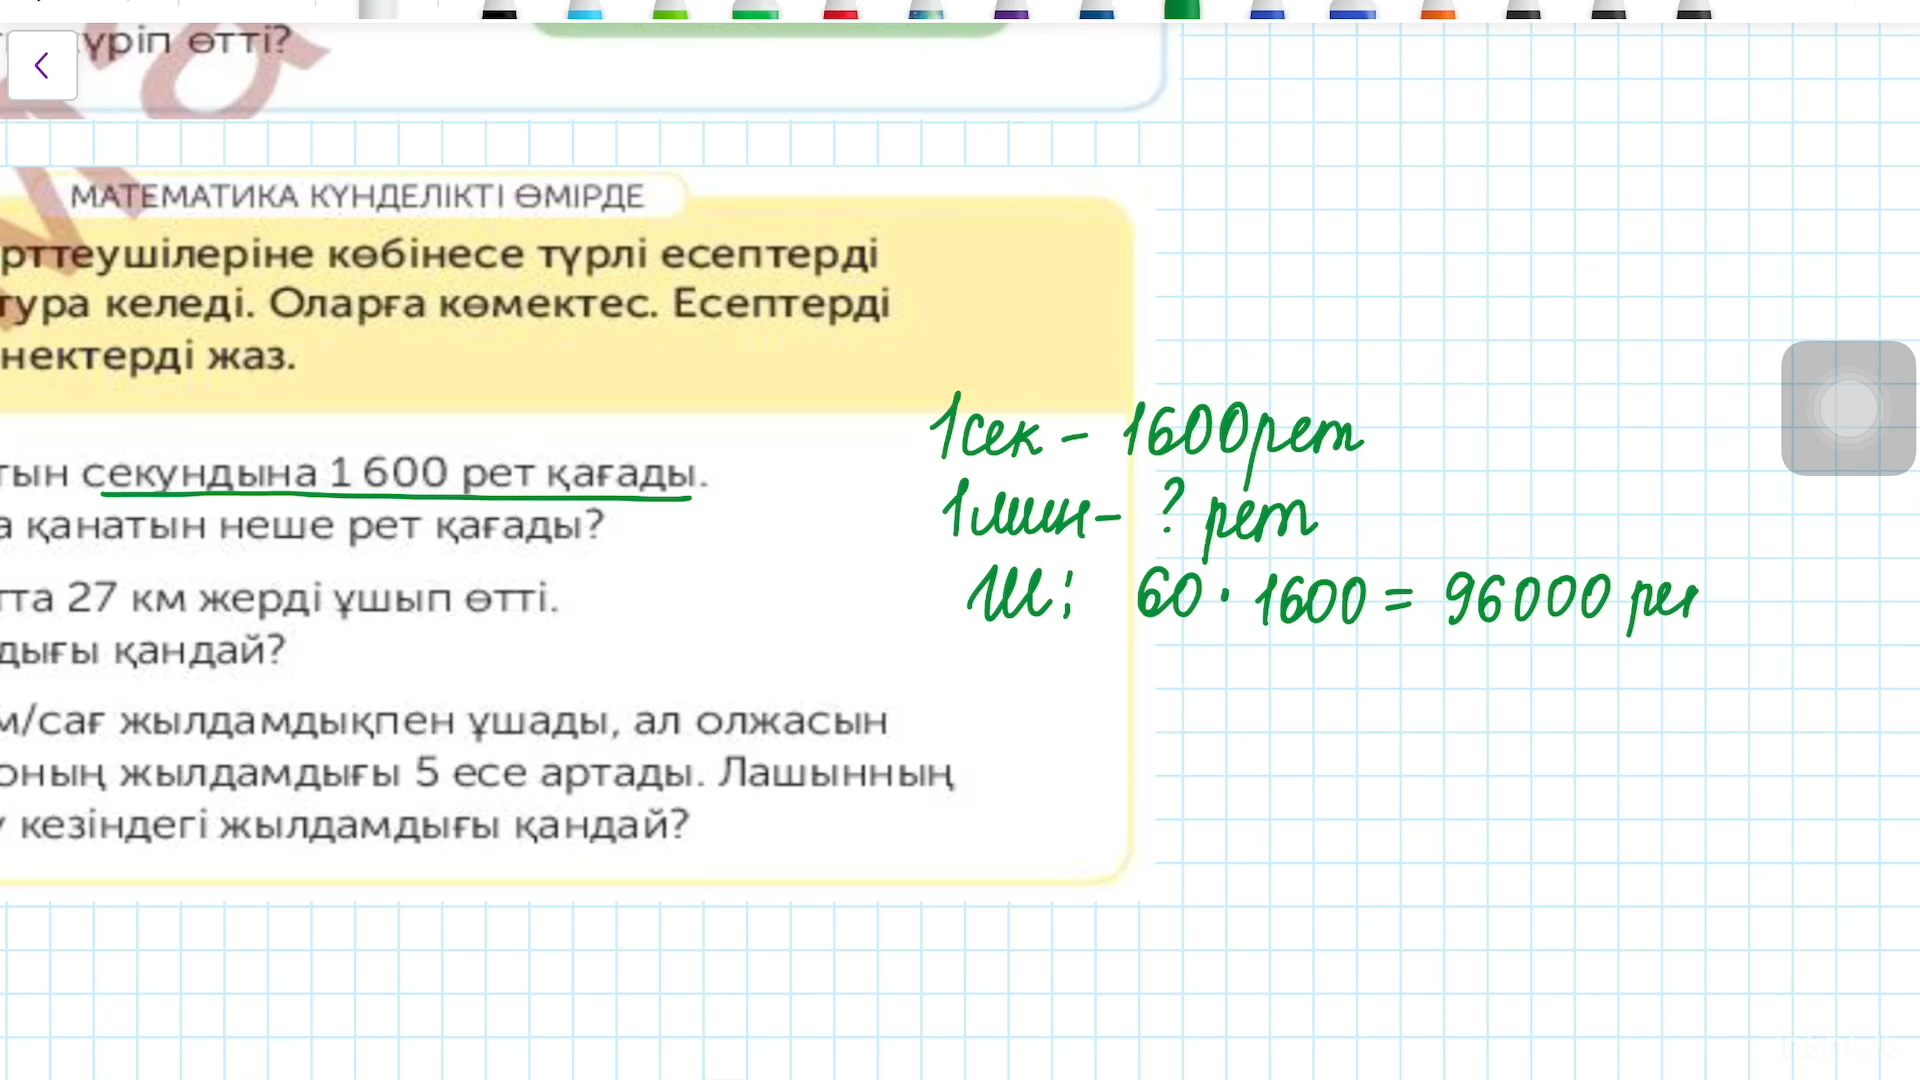 үріп өтті?
МАТЕМАТИКА КҮНДЕЛІКТІ ӨМІРДЕ
рттеушілеріне көбінесе түрлі есептерді
тура келеді. Оларға көмектес. Есептерді
нектерді жаз.
тын секундына 1 600 рет қағады.
а қанатын неше рет қағады?
тта 27 км жерді ұшып өтті.
дығы қандай?
м/сағ жылдамдықпен ұшады, ал олжасын
оның жылдамдығы 5 есе артады. Лашынның
у кезіндегі жылдамдығы қандай?
1сек - 1600рет
1мин - ? рет
Ш: 60 · 1600 = 96000 рет